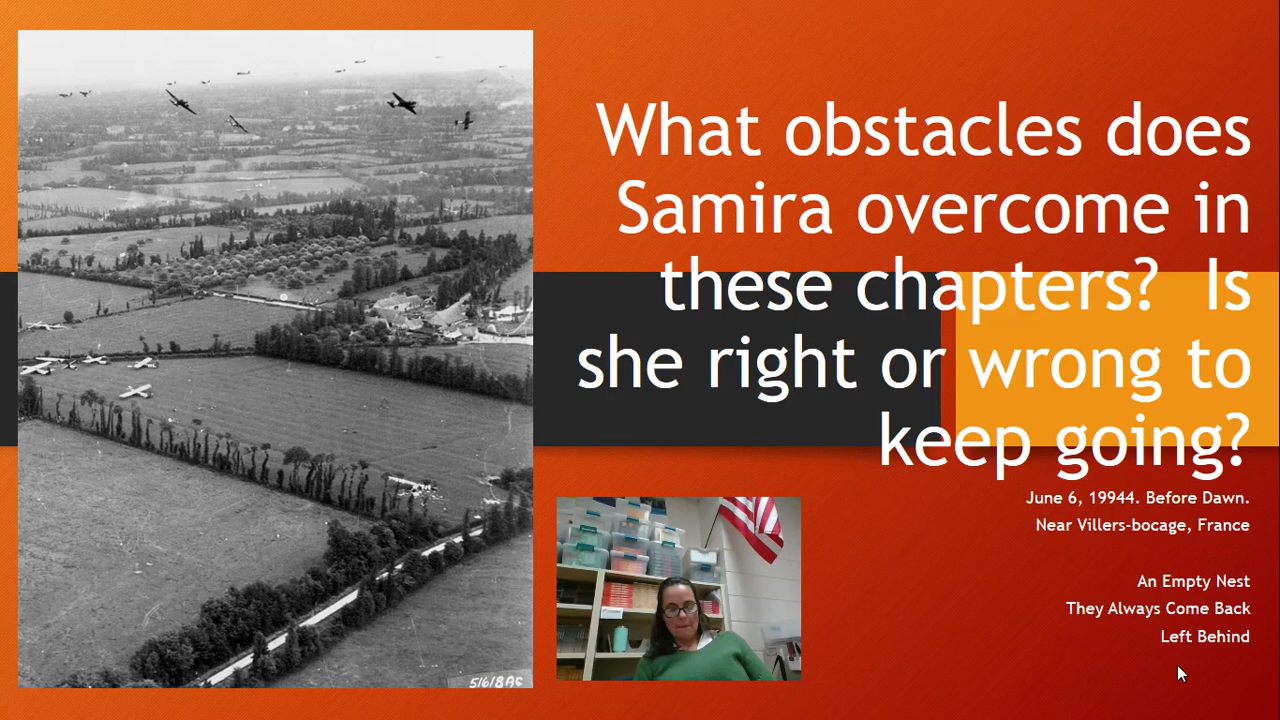 What obstacles does
Samira overcome in
these chapters? Is
she right or wrong to
keep going?
June 6, 19944. Before Dawn.
Near Villers-bocage, France
An Empty Nest
They Always Come Back
Left Behind
51618AC